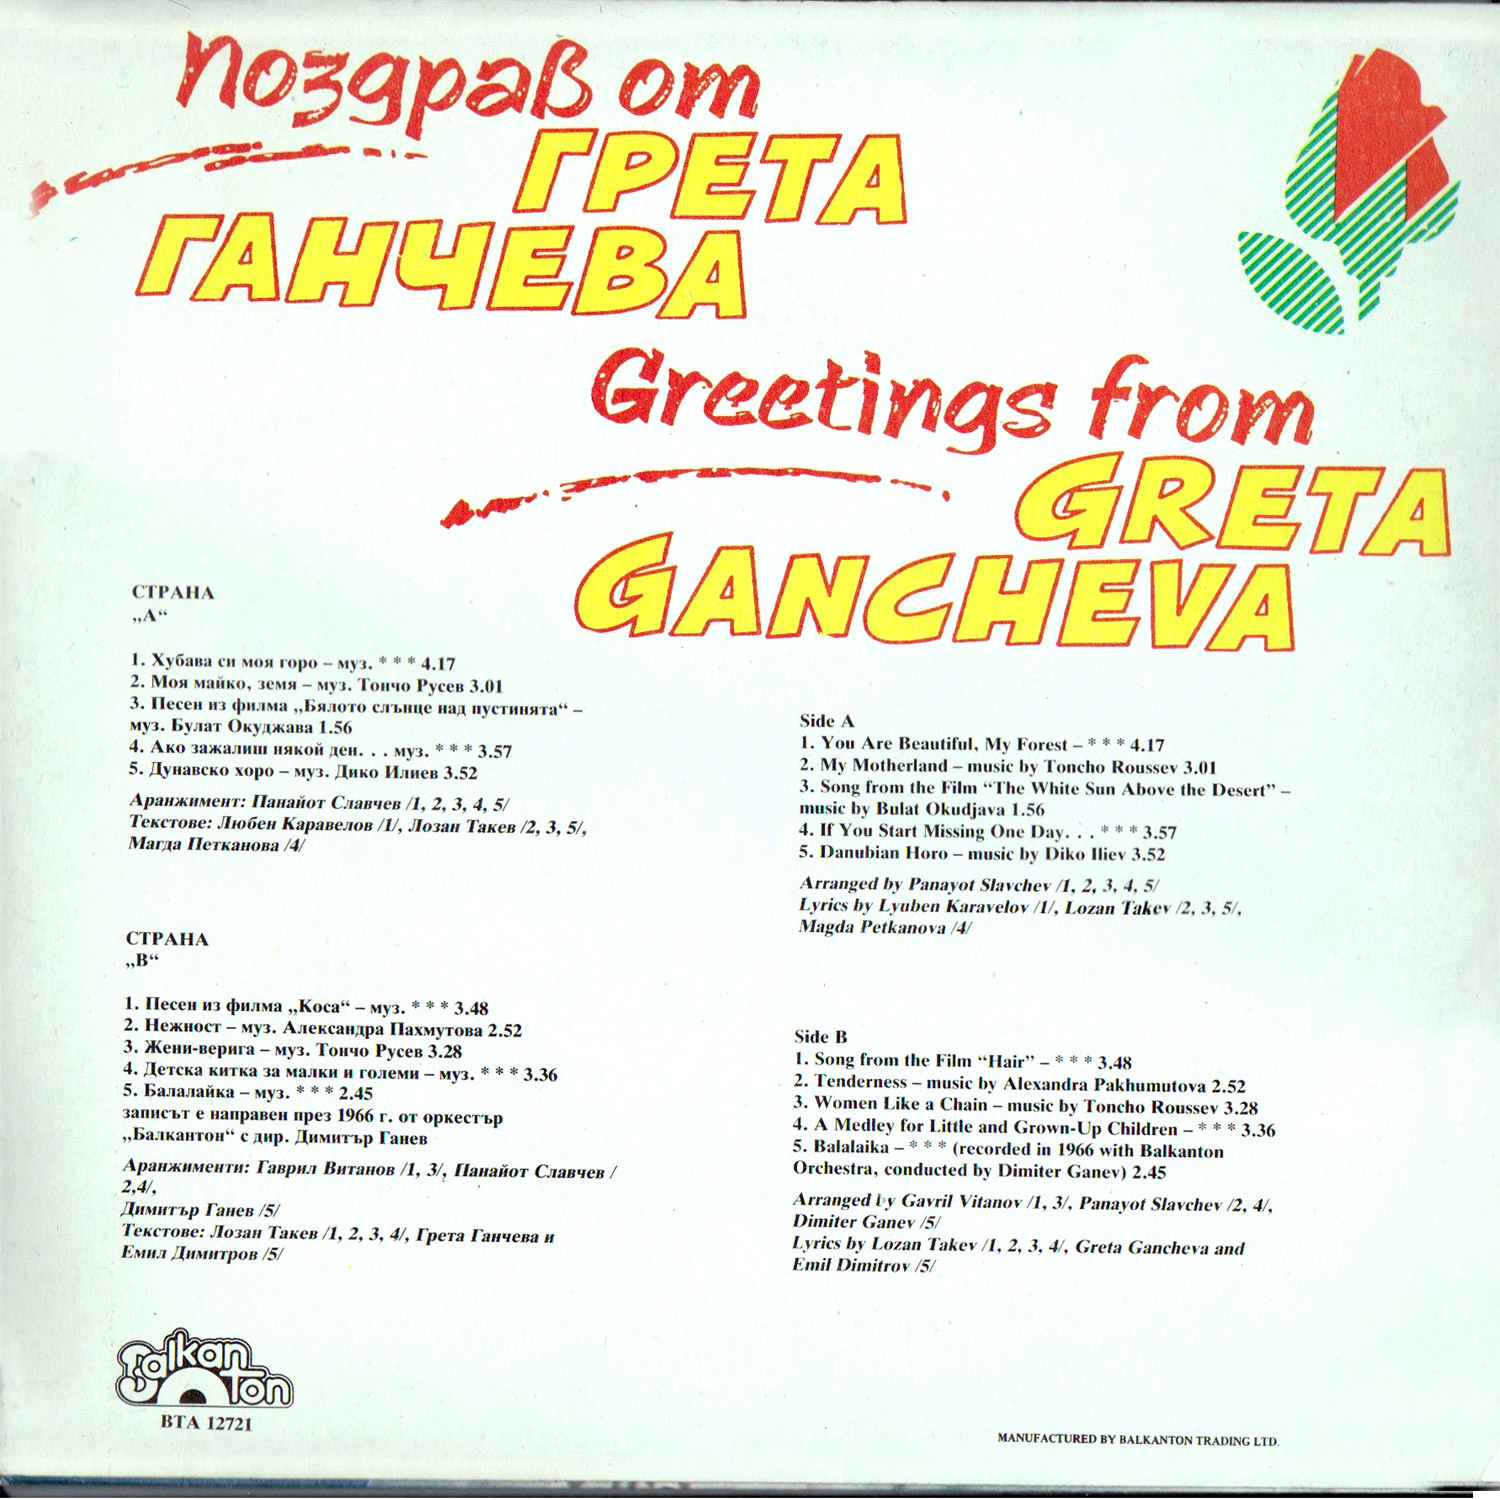 Поздрав от
ГРЕТА
ГАНЧЕВА
Greetings from
GRETA
GANCHEVA
СТРАНА
„А“
1. Хубава си моя горо – муз. * * * 4.17
2. Моя майко, земя – муз. Тончо Русев 3.01
3. Песен из филма „Бялото слънце над пустинята“ –
муз. Булат Окуджава 1.56
4. Ако зажалиш някой ден. . . муз. * * * 3.57
5. Дунавско хоро – муз. Дико Илиев 3.52
Аранжимент: Панайот Славчев /1, 2, 3, 4, 5/
Текстове: Любен Каравелов /1/, Лозан Такев /2, 3, 5/,
Магда Петканова /4/
СТРАНА
„В“
1. Песен из филма „Коса“ – муз. * * * 3.48
2. Нежност – муз. Александра Пахмутова 2.52
3. Жени-верига – муз. Тончо Русев 3.28
4. Детска китка за малки и големи – муз. * * * 3.36
5. Балалайка – муз. * * * 2.45
записът е направен през 1966 г. от оркестър
„Балкантон“ с дир. Димитър Ганев
Аранжименти: Гаврил Витанов /1, 3/, Панайот Славчев /
2,4/,
Димитър Ганев /5/
Текстове: Лозан Такев /1, 2, 3, 4/, Грета Ганчева и
Емил Димитров /5/
Side A
1. You Are Beautiful, My Forest – * * * 4.17
2. My Motherland – music by Toncho Roussev 3.01
3. Song from the Film “The White Sun Above the Desert” –
music by Bulat Okudjava 1.56
4. If You Start Missing One Day. . . * * * 3.57
5. Danubian Horo – music by Diko Iliev 3.52
Arranged by Panayot Slavchev /1, 2, 3, 4, 5/
Lyrics by Lyuben Karavelov /1/, Lozan Takev /2, 3, 5/,
Magda Petkanova /4/
Side B
1. Song from the Film “Hair” – * * * 3.48
2. Tenderness – music by Alexandra Pakhumutova 2.52
3. Women Like a Chain – music by Toncho Roussev 3.28
4. A Medley for Little and Grown-Up Children – * * * 3.36
5. Balalaika – * * * (recorded in 1966 with Balkanton
Orchestra, conducted by Dimiter Ganev) 2.45
Arranged by Gavril Vitanov /1, 3/, Panayot Slavchev /2, 4/,
Dimiter Ganev /5/
Lyrics by Lozan Takev /1, 2, 3, 4/, Greta Gancheva and
Emil Dimitrov /5/
Balkan
ton
ВТА 12721
MANUFACTURED BY BALKANTON TRADING LTD.